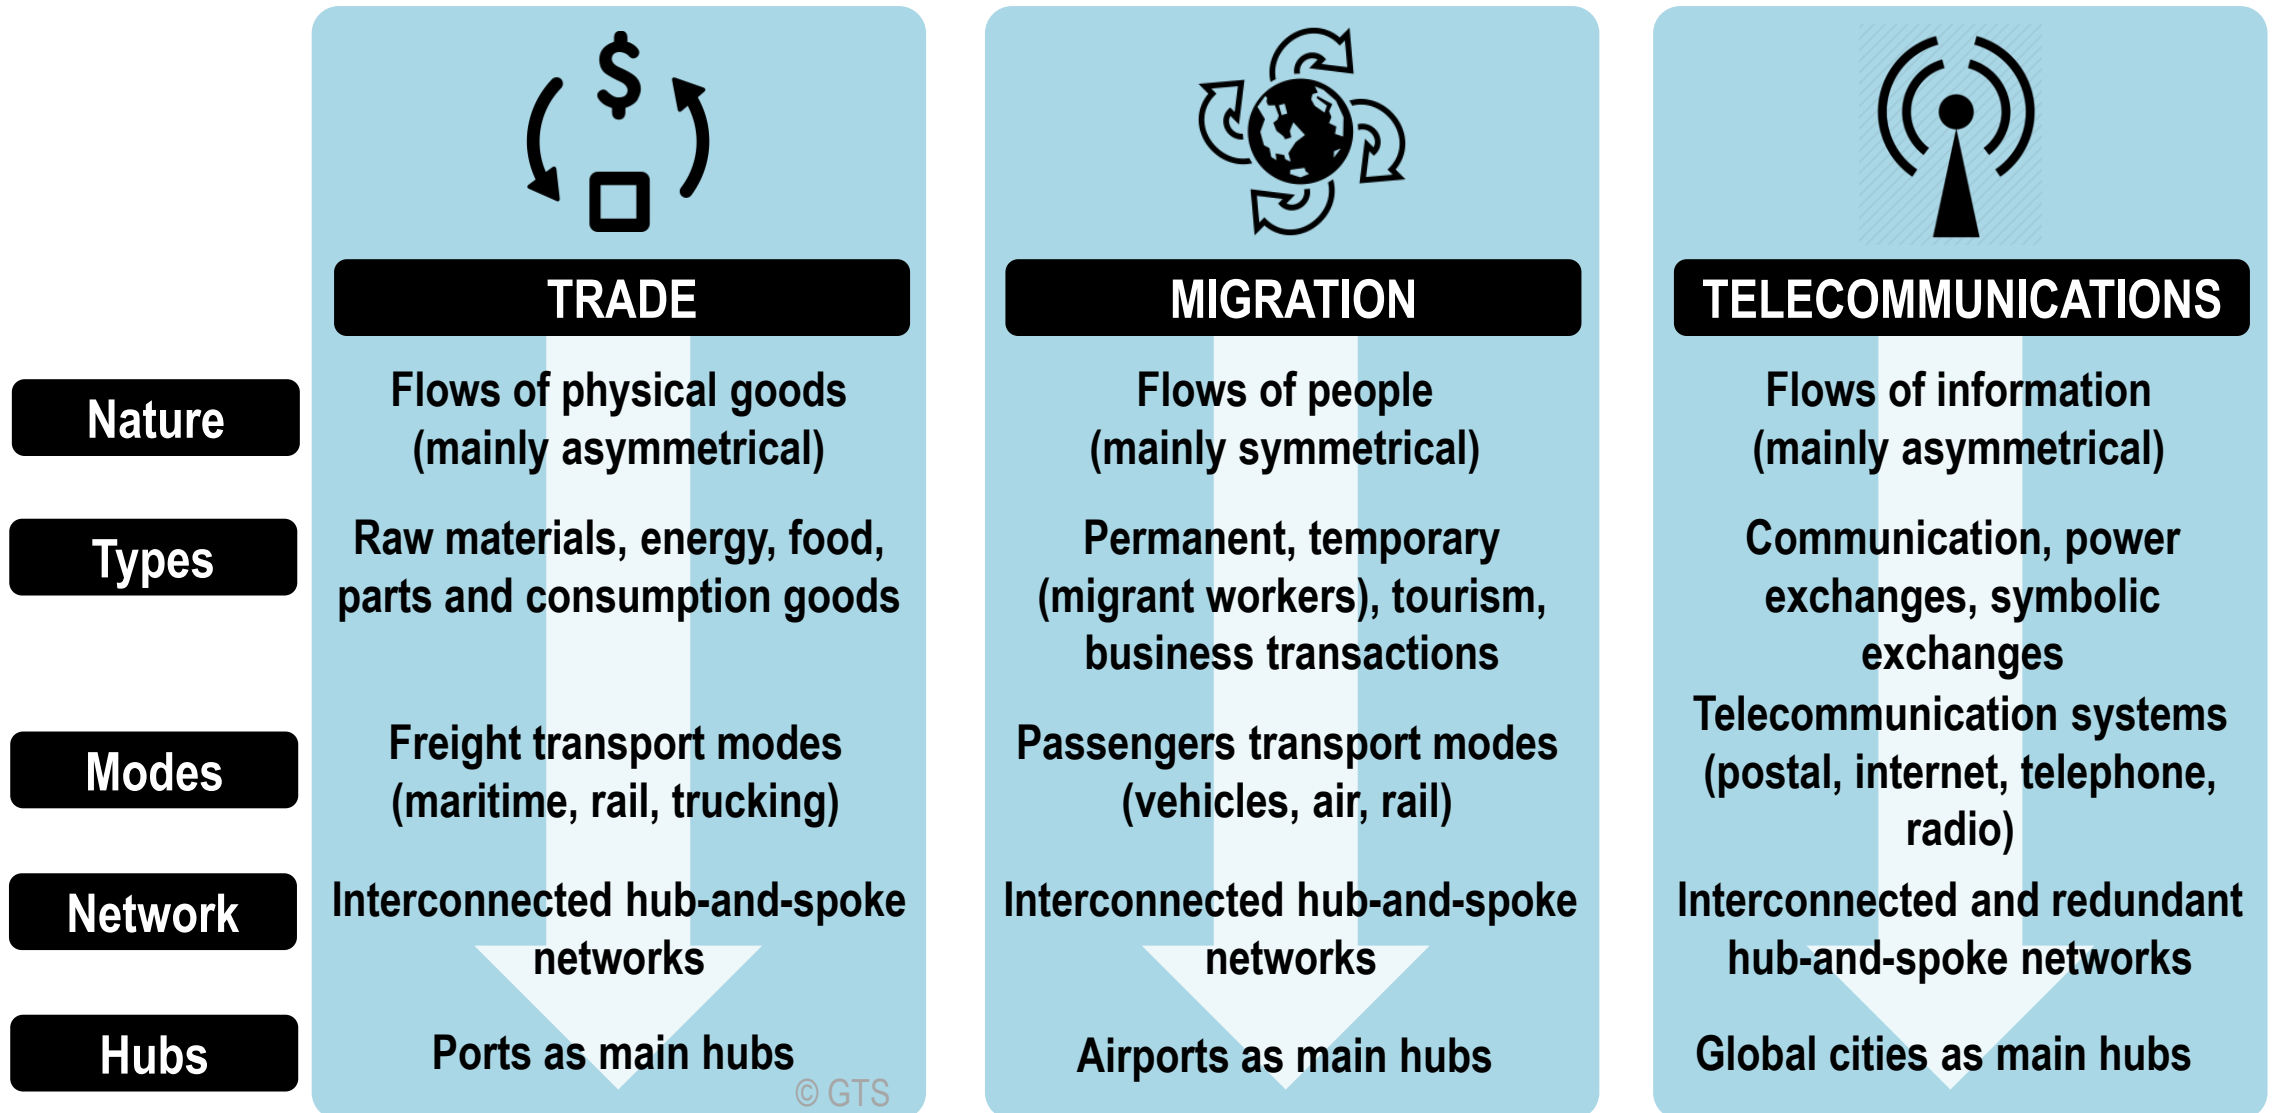 $
TRADE
MIGRATION
TELECOMMUNICATIONS
Nature
Flows of physical goods
(mainly asymmetrical)
Flows of people
(mainly symmetrical)
Flows of information
(mainly asymmetrical)
Types
Raw materials, energy, food,
parts and consumption goods
Permanent, temporary
(migrant workers), tourism,
business transactions
Communication, power
exchanges, symbolic
exchanges
Modes
Freight transport modes
(maritime, rail, trucking)
Passengers transport modes
(vehicles, air, rail)
Telecommunication systems
(postal, internet, telephone,
radio)
Network
Interconnected hub-and-spoke
networks
Interconnected hub-and-spoke
networks
Interconnected and redundant
hub-and-spoke networks
Hubs
Ports as main hubs
Airports as main hubs
Global cities as main hubs
© GTS